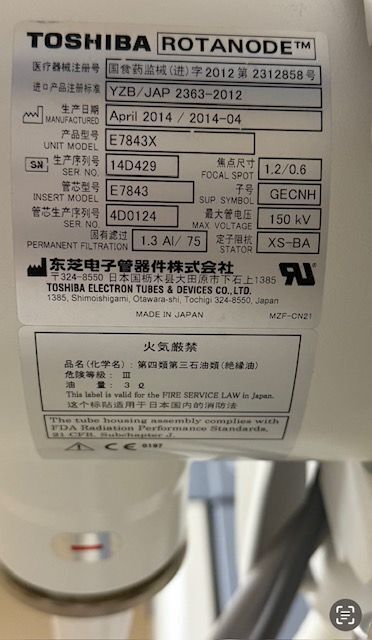 TOSHIBA ROTANODE™
医疗器械注册号 国食药监械(进)字2012第2312858号
进口产品注册标准 YZB/JAP 2363-2012
生产日期 MANUFACTURED April 2014 / 2014-04
产品型号 UNIT MODEL E7843X
SN 生产序列号 SER NO. 14D429 焦点尺寸 FOCAL SPOT 1.2/0.6
管芯型号 INSERT MODEL E7843 子号 SUP SYMBOL GECNH
管芯生产序列号 SER NO 4D0124 最大管电压 MAX VOLTAGE 150 kV
固有滤过 PERMANENT FILTRATION 1.3 Al/ 75 定子阻抗 STATOR XS-BA
东芝电子管器件株式会社
〒324-8550 日本国栃木县大田原市下石上1385
TOSHIBA ELECTRON TUBES & DEVICES CO., LTD.
1385, Shimoishigami, Otawara-shi, Tochigi 324-8550, Japan
MADE IN JAPAN MZF-CN21
火気厳禁
品名(化学名): 第四類第三石油類(絶縁油)
危険等級: III
油 量: 3 ℓ
This label is valid for the FIRE SERVICE LAW in Japan.
这个标贴适用于日本国内的消防法
The tube housing assembly complies with
FDA Radiation Performance Standards,
21 CFR, Subchapter J.
CE 0197